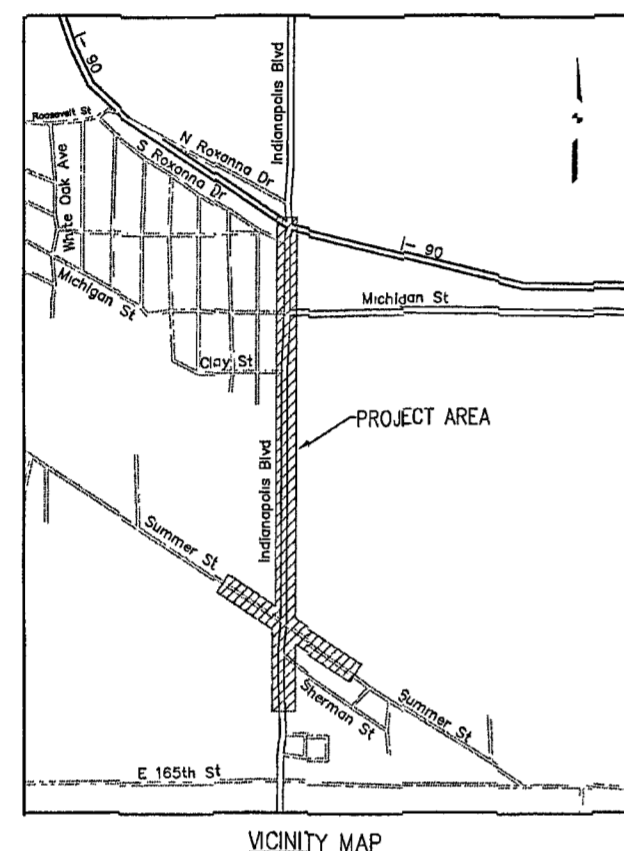 I- 90
Indianapolis Blvd
Roosevelt St
N Roxanna Dr
S Roxanna Dr
White Oak Ave
I- 90
Michigan St
Michigan St
Clay St
PROJECT AREA
Indianapolis Blvd
Summer St
Sherman St
Summer St
E 165th St
VICINITY MAP